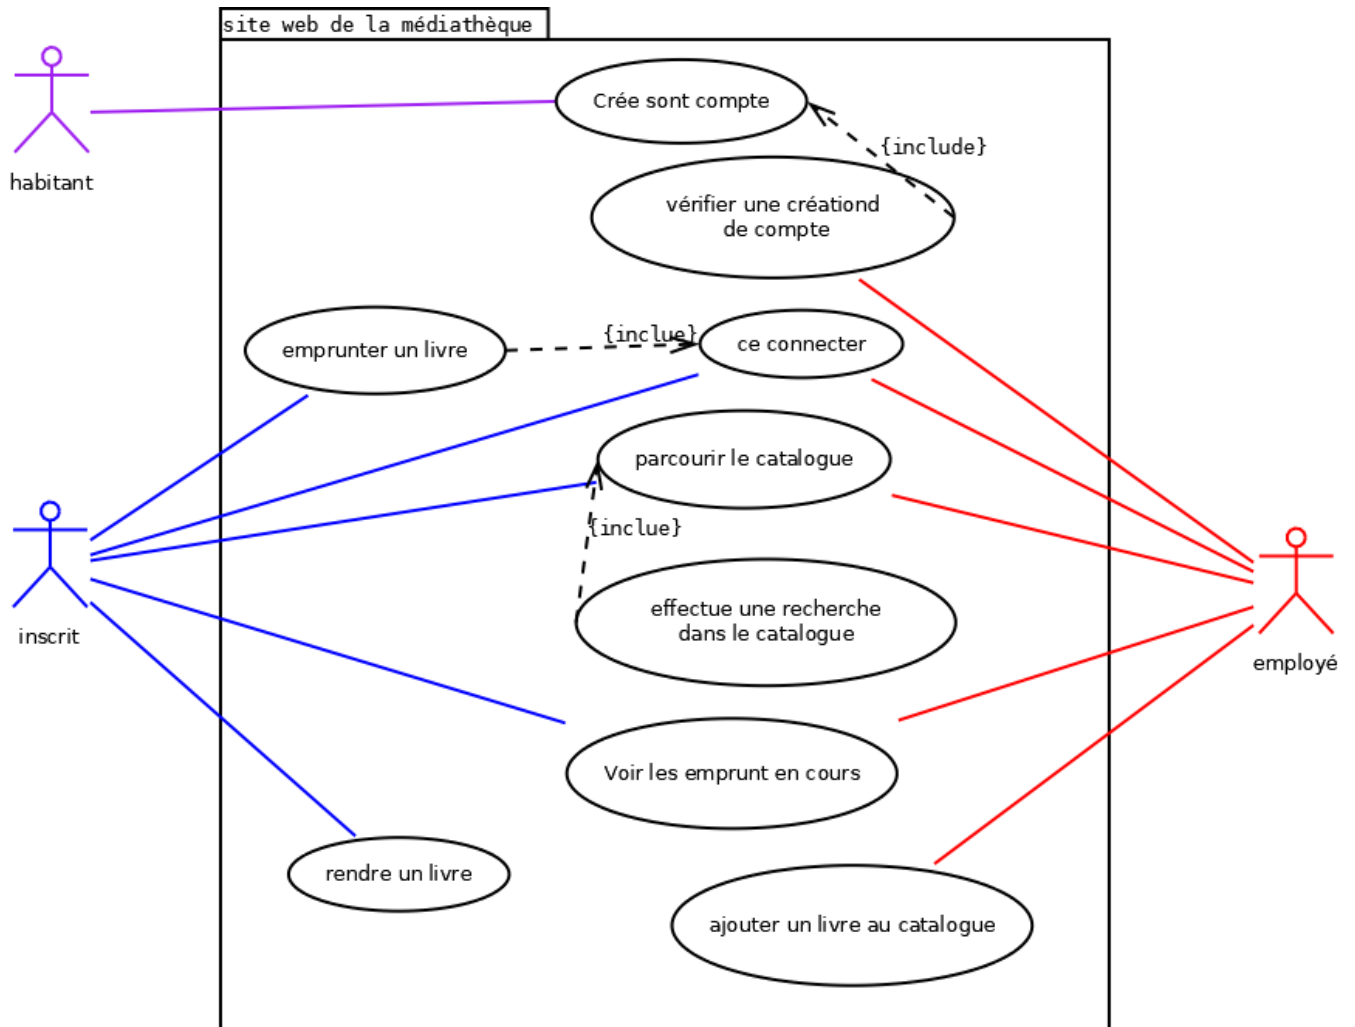 site web de la médiathèque
Crée sont compte
{include}
habitant
vérifier une créationd
de compte
{inclue}
emprunter un livre
ce connecter
parcourir le catalogue
{inclue}
effectue une recherche
dans le catalogue
inscrit
employé
Voir les emprunt en cours
rendre un livre
ajouter un livre au catalogue